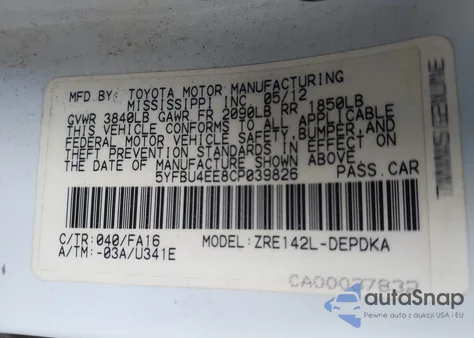 MFD.BY: TOYOTA MOTOR MANUFACTURING
MISSISSIPPI INC. 05/12
GVWR 3840LB GAWR FR 2090LB RR 1850LB
THIS VEHICLE CONFORMS TO ALL APPLICABLE
FEDERAL MOTOR VEHICLE SAFETY, BUMPER, AND
THEFT PREVENTION STANDARDS IN EFFECT ON
THE DATE OF MANUFACTURE SHOWN ABOVE.
5YFBU4EE8CP039826 PASS.CAR
C/TR:040/FA16 MODEL:ZRE142L-DEPDKA
A/TM:-03A/U341E
autoSnap
Pewne auta z aukcji USA i EU